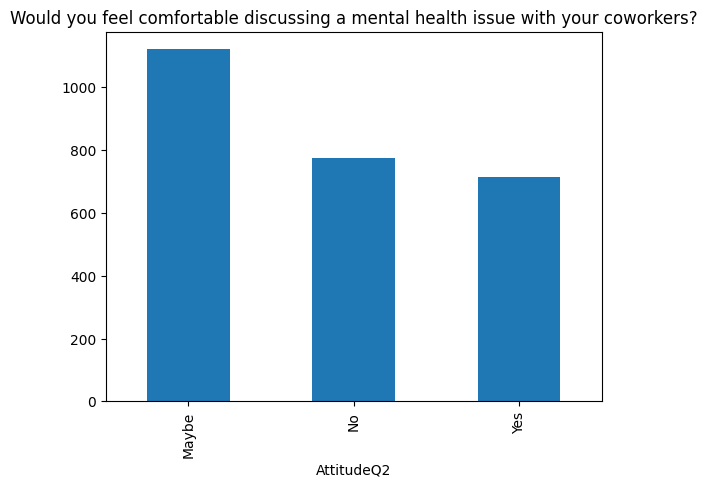 Would you feel comfortable discussing a mental health issue with your coworkers?
1000
800
600
400
200
0
Maybe
No
Yes
AttitudeQ2